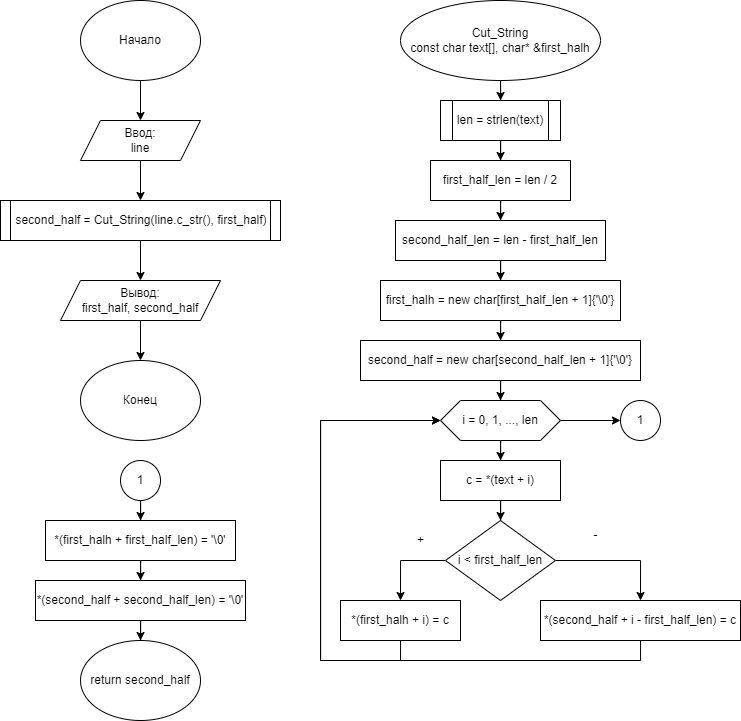 Начало
Ввод:
line
second_half = Cut_String(line.c_str(), first_half)
Вывод:
first_half, second_half
Конец
Cut_String
const char text[], char* &first_halh
len = strlen(text)
first_half_len = len / 2
second_half_len = len - first_half_len
first_halh = new char[first_half_len + 1]{'\0'}
second_half = new char[second_half_len + 1]{'\0'}
i = 0, 1, ..., len
1
c = *(text + i)
i < first_half_len
+
-
*(first_halh + i) = c
*(second_half + i - first_half_len) = c
1
*(first_halh + first_half_len) = '\0'
*(second_half + second_half_len) = '\0'
return second_half